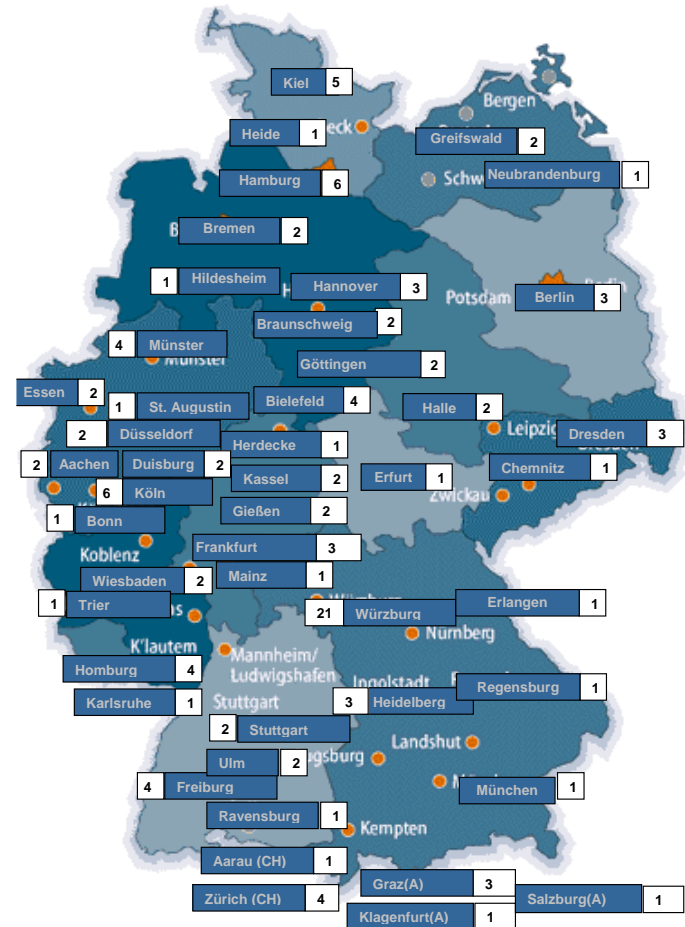 Kiel 5
Bergen
Heide 1 eck
Greifswald 2
Schw Neubrandenburg 1
Hamburg 6
B Bremen 2
1 Hildesheim
H Hannover 3
Potsdam Berlin 3
Braunschweig 2
4 Münster
Münster
Göttingen 2
Essen 2
1 St. Augustin
Bielefeld 4
Halle 2
2 Düsseldorf
Leipzig Dresden 3
Herdecke 1
2 Aachen
Duisburg 2
Chemnitz 1
Kassel 2
Erfurt 1
Zwickau
6 Köln
Gießen 2
1 Bonn
Koblenz
Frankfurt 3
Wiesbaden 2
Mainz 1
1 Trier
21 Würzburg
Erlangen 1
Nürnberg
K'lautem
Mannheim/
Ludwigshafen
Homburg 4
Ingolstadt
Regensburg 1
Karlsruhe 1
Stuttgart
3 Heidelberg
2 Stuttgart
Landshut
Ulm 2
ugsburg
4 Freiburg
München 1
Ravensburg 1
Kempten
Aarau (CH) 1
Zürich (CH) 4
Graz(A) 3
Salzburg(A) 1
Klagenfurt(A) 1